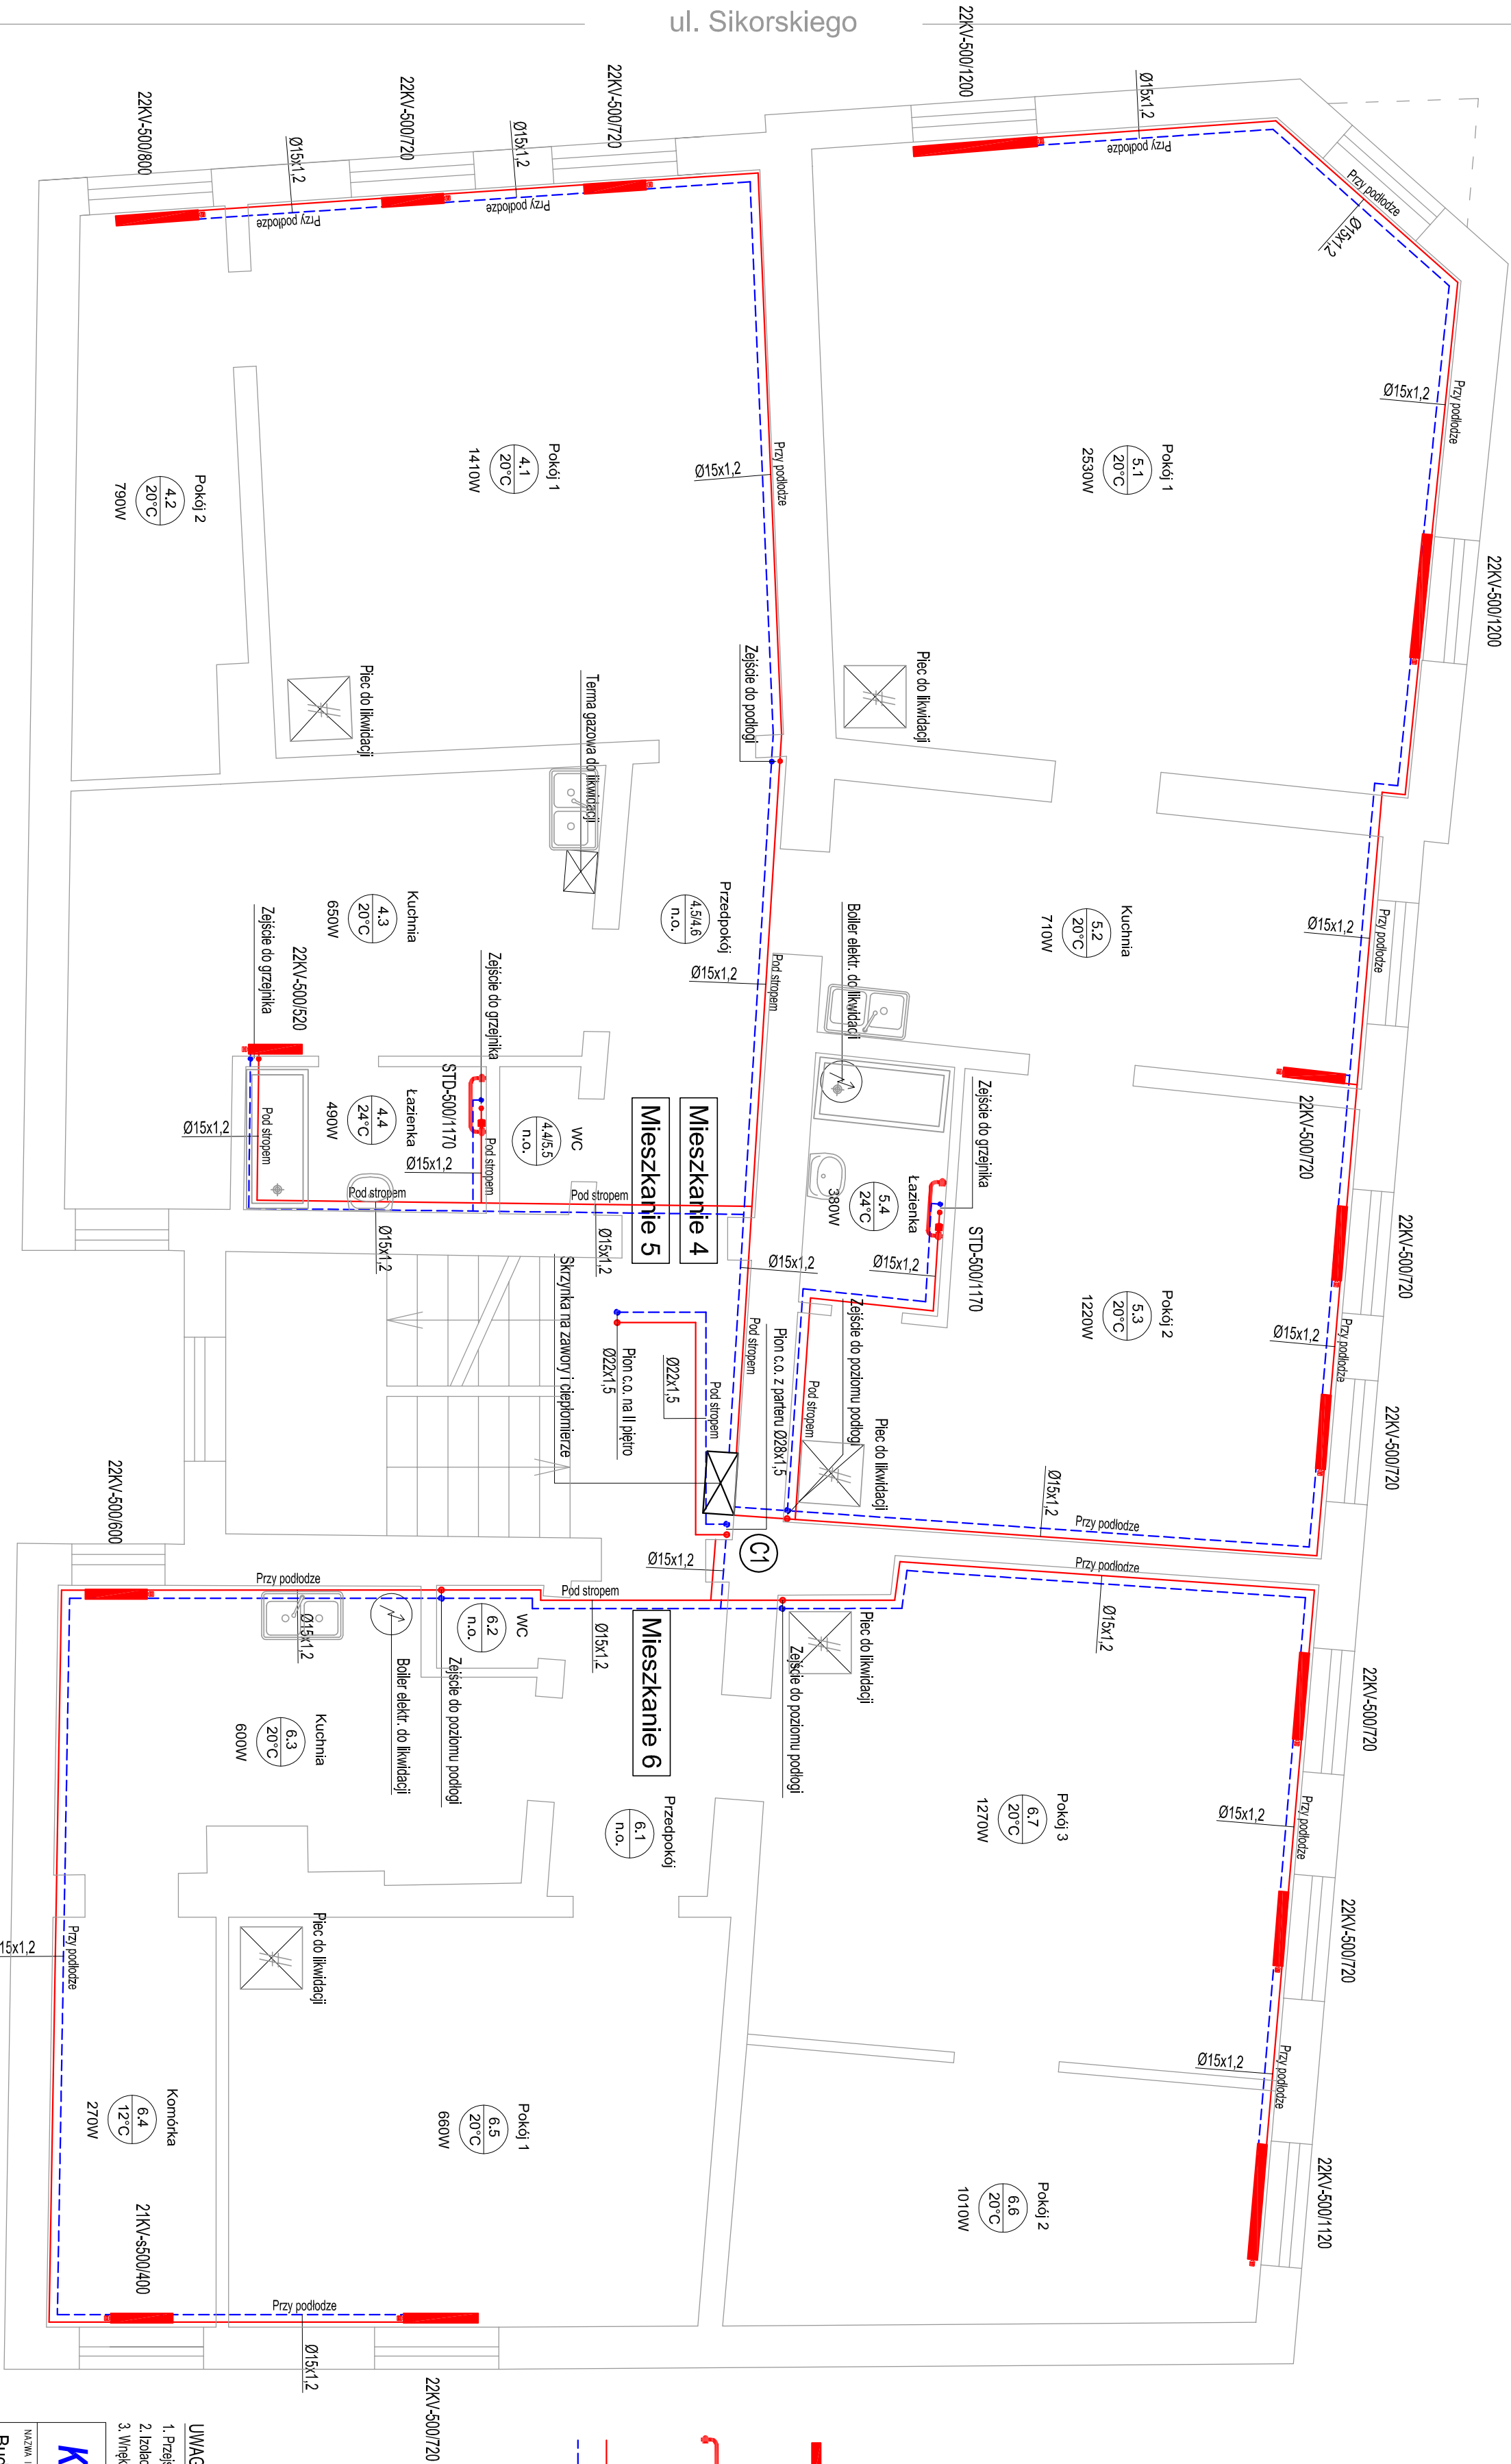 ul. Sikorskiego
22KV-500/1200
Ø15x1,2
Przy podłodze
Przy podłodze
Ø15x1,2
22KV-500/800
22KV-500/720
22KV-500/720
Ø15x1,2
Ø15x1,2
Przy podłodze
Przy podłodze
Ø15x1,2
Przy podłodze
22KV-500/1200
Pokój 1
5.1
20°C
2530W
Przy podłodze
Ø15x1,2
Pokój 1
4.1
20°C
1410W
Pokój 2
4.2
20°C
790W
Piec do likwidacji
Piec do likwidacji
Zejście do podłogi
Terma gazowa do likwidacji
Kuchnia
5.2
20°C
710W
Ø15x1,2
Przy podłodze
Boiler elektr. do likwidacji
Przedpokój
4.5/4.6
n.o.
Ø15x1,2
Pod stropem
Kuchnia
4.3
20°C
650W
Zejście do grzejnika
22KV-500/520
Zejście do grzejnika
STD-500/1170
Zejście do grzejnika
STD-500/1170
22KV-500/720
22KV-500/720
Łazienka
5.4
24°C
380W
Ø15x1,2
Pokój 2
5.3
20°C
1220W
Ø15x1,2
Przy podłodze
22KV-500/720
Mieszkanie 4
Mieszkanie 5
WC
4.4/5.5
n.o.
Łazienka
4.4
24°C
490W
Ø15x1,2
Pod stropem
Ø15x1,2
Pod stropem
Pod stropem
Ø15x1,2
Pod stropem
Ø15x1,2
Ø15x1,2
Pod stropem
Skrzynka na zawory i ciepłomierze
Pion c.o. na II piętro
Ø22x1,5
Ø22x1,5
Pod stropem
Pion c.o. z parteru Ø28x1,5
Zejście do poziomu podłogi
Pod stropem
Piec do likwidacji
Ø15x1,2
Przy podłodze
C1
Ø15x1,2
22KV-500/600
Przy podłodze
Ø15x1,2
Pod stropem
Ø15x1,2
Przy podłodze
Ø15x1,2
WC
6.2
n.o.
Mieszkanie 6
Piec do likwidacji
Zejście do poziomu podłogi
Zejście do poziomu podłogi
Boiler elektr. do likwidacji
Kuchnia
6.3
20°C
600W
Przedpokój
6.1
n.o.
Pokój 3
6.7
20°C
1270W
22KV-500/720
Ø15x1,2
Przy podłodze
22KV-500/720
Piec do likwidacji
Przy podłodze
15x1,2
Ø15x1,2
Przy podłodze
Komórka
6.4
12°C
270W
Pokój 1
6.5
20°C
660W
Pokój 2
6.6
20°C
1010W
22KV-500/1120
21KV-s500/400
Przy podłodze
Ø15x1,2
22KV-500/720
UWAG
1. Przejś
2. Izolac
3. Wnęk
K
NAZWA I